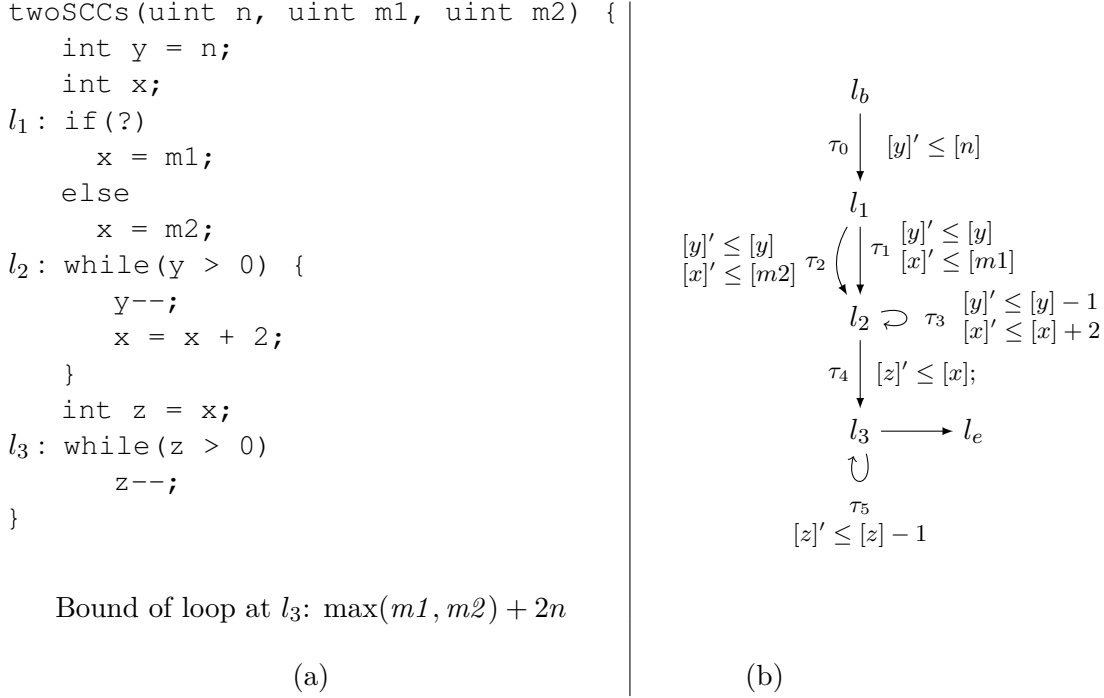 twoSCCs(uint n, uint m1, uint m2) {
int y = n;
int x;
l₁: if(?)
x = m1;
else
x = m2;
l₂: while(y > 0) {
y--;
x = x + 2;
}
int z = x;
l₃: while(z > 0)
z--;
}
Bound of loop at l₃: max(m1, m2) + 2n
(a)
l_b
τ₀ [y]′ ≤ [n]
l₁
[y]′ ≤ [y]
[x]′ ≤ [m2] τ₂
τ₁ [y]′ ≤ [y]
[x]′ ≤ [m1]
l₂ τ₃ [y]′ ≤ [y] − 1
[x]′ ≤ [x] + 2
τ₄ [z]′ ≤ [x];
l₃ l_e
τ₅
[z]′ ≤ [z] − 1
(b)